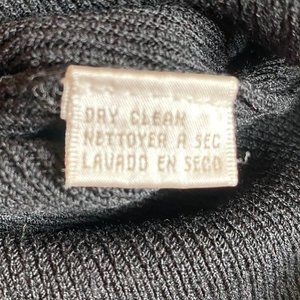 DRY CLEAN
NETTOYER A SEC
LAVADO EN SECO